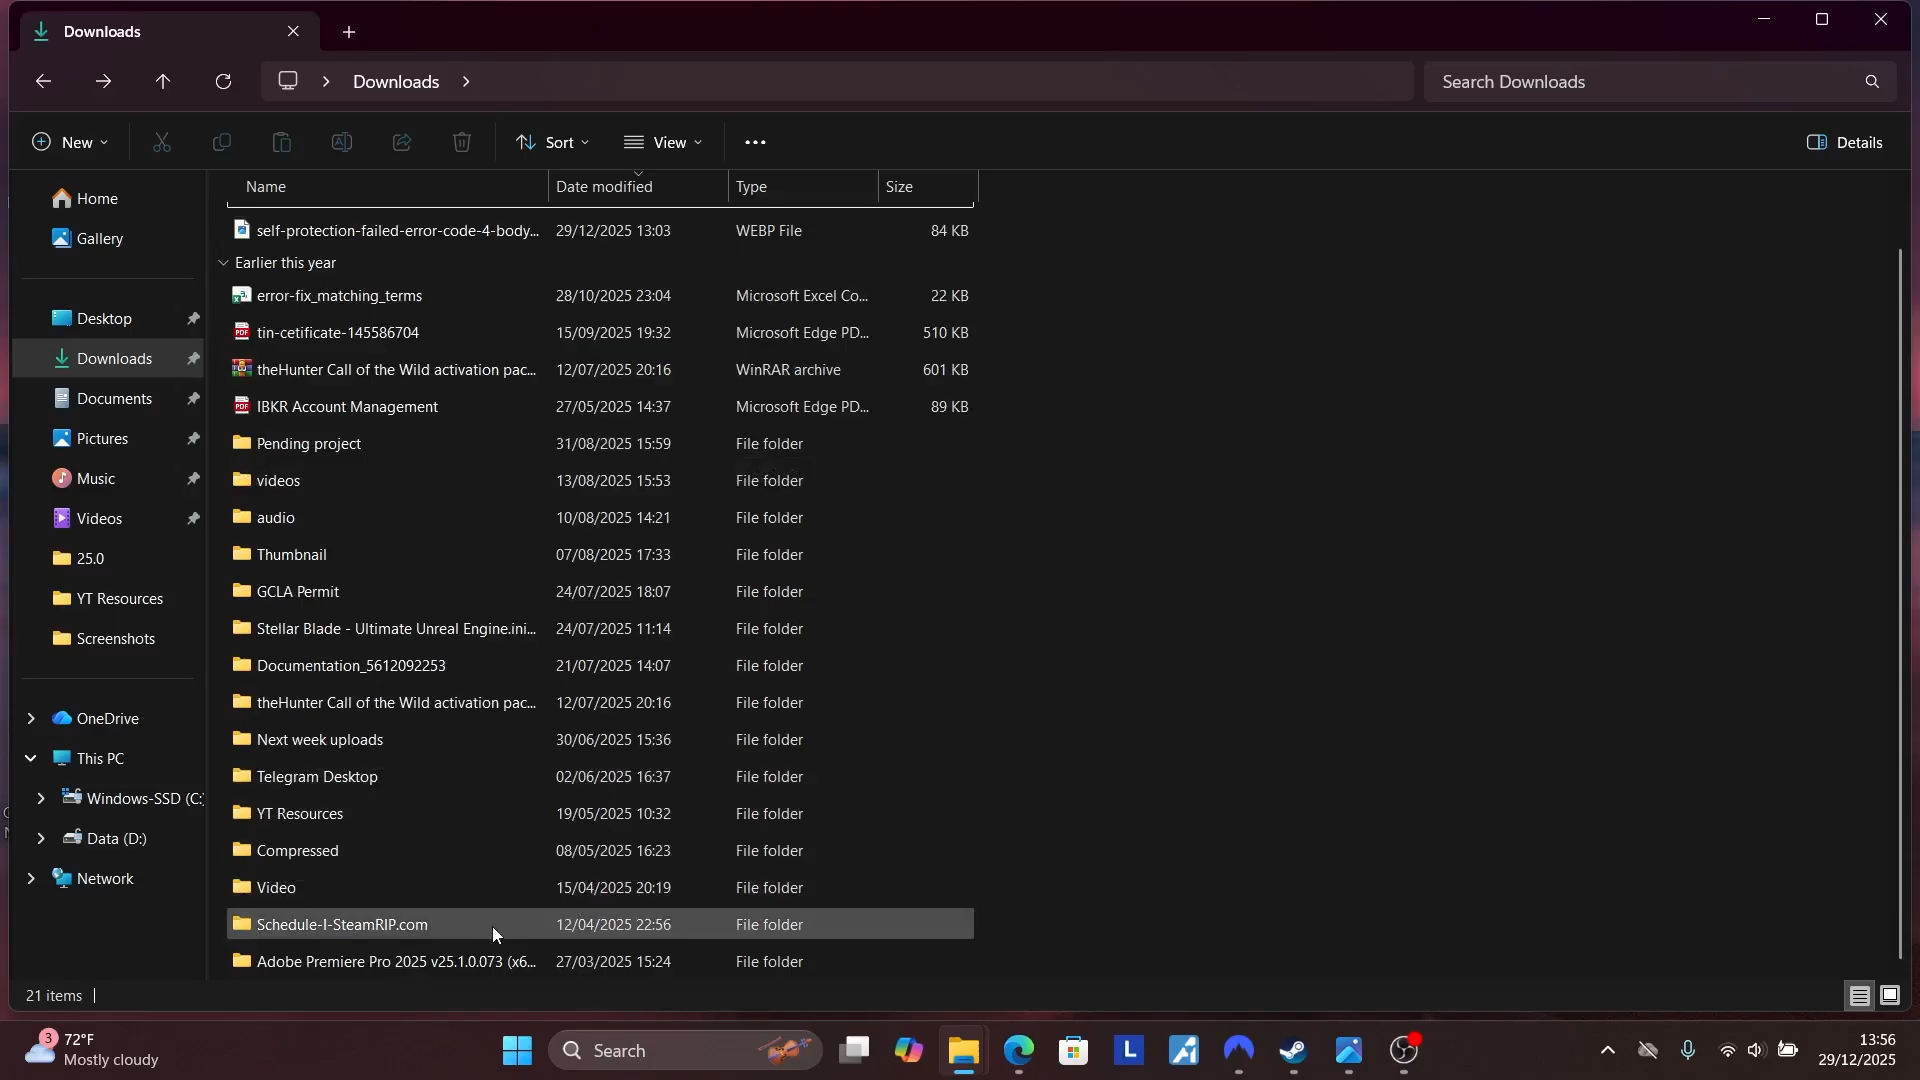 Downloads
Downloads
Search Downloads
New
Sort
View
Details
Name Date modified Type Size
self-protection-failed-error-code-4-body... 29/12/2025 13:03 WEBP File 84 KB
Earlier this year
error-fix_matching_terms 28/10/2025 23:04 Microsoft Excel Co... 22 KB
tin-cetificate-145586704 15/09/2025 19:32 Microsoft Edge PD... 510 KB
theHunter Call of the Wild activation pac... 12/07/2025 20:16 WinRAR archive 601 KB
IBKR Account Management 27/05/2025 14:37 Microsoft Edge PD... 89 KB
Pending project 31/08/2025 15:59 File folder
videos 13/08/2025 15:53 File folder
audio 10/08/2025 14:21 File folder
Thumbnail 07/08/2025 17:33 File folder
GCLA Permit 24/07/2025 18:07 File folder
Stellar Blade - Ultimate Unreal Engine.ini... 24/07/2025 11:14 File folder
Documentation_5612092253 21/07/2025 14:07 File folder
theHunter Call of the Wild activation pac... 12/07/2025 20:16 File folder
Next week uploads 30/06/2025 15:36 File folder
Telegram Desktop 02/06/2025 16:37 File folder
YT Resources 19/05/2025 10:32 File folder
Compressed 08/05/2025 16:23 File folder
Video 15/04/2025 20:19 File folder
Schedule-I-SteamRIP.com 12/04/2025 22:56 File folder
Adobe Premiere Pro 2025 v25.1.0.073 (x6... 27/03/2025 15:24 File folder
Home
Gallery
Desktop
Downloads
Documents
Pictures
Music
Videos
25.0
YT Resources
Screenshots
OneDrive
This PC
Windows-SSD (C:
Data (D:)
Network
21 items
3
72°F
Mostly cloudy
Search
L
13:56
29/12/2025